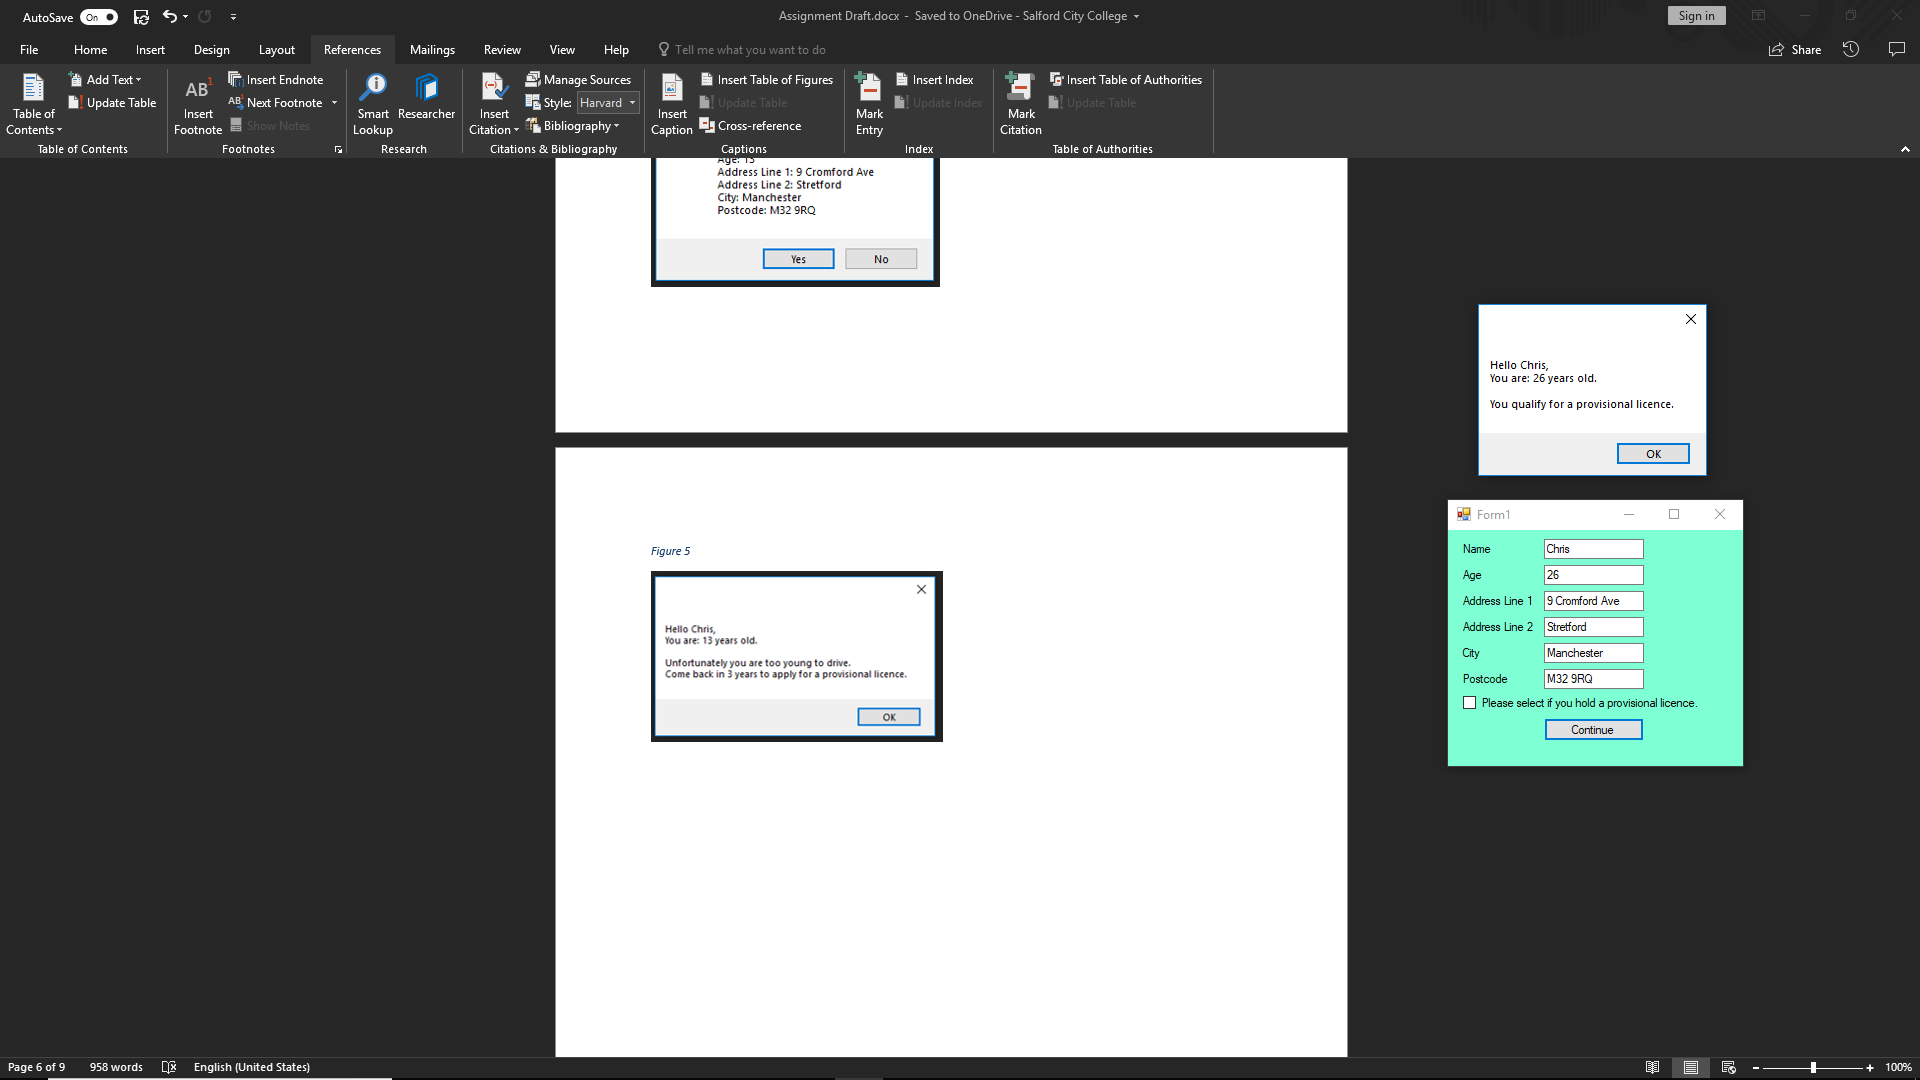 AutoSave On
Assignment Draft.docx - Saved to OneDrive - Salford City College
Sign in
File Home Insert Design Layout References Mailings Review View Help Tell me what you want to do
Share
Table of Contents
Add Text
Update Table
Table of Contents
AB1
Insert Footnote
Insert Endnote
AB Next Footnote
Show Notes
Footnotes
Smart Lookup
Researcher
Research
Insert Citation
Manage Sources
Style: Harvard
Bibliography
Citations & Bibliography
Insert Caption
Insert Table of Figures
Update Table
Cross-reference
Captions
Mark Entry
Insert Index
Update Index
Index
Mark Citation
Insert Table of Authorities
Update Table
Table of Authorities
Age: 13
Address Line 1: 9 Cromford Ave
Address Line 2: Stretford
City: Manchester
Postcode: M32 9RQ
Yes No
Figure 5
Hello Chris,
You are: 13 years old.
Unfortunately you are too young to drive.
Come back in 3 years to apply for a provisional licence.
OK
Hello Chris,
You are: 26 years old.
You qualify for a provisional licence.
OK
Form1
Name Chris
Age 26
Address Line 1 9 Cromford Ave
Address Line 2 Stretford
City Manchester
Postcode M32 9RQ
Please select if you hold a provisional licence.
Continue
Page 6 of 9 958 words English (United States)
100%